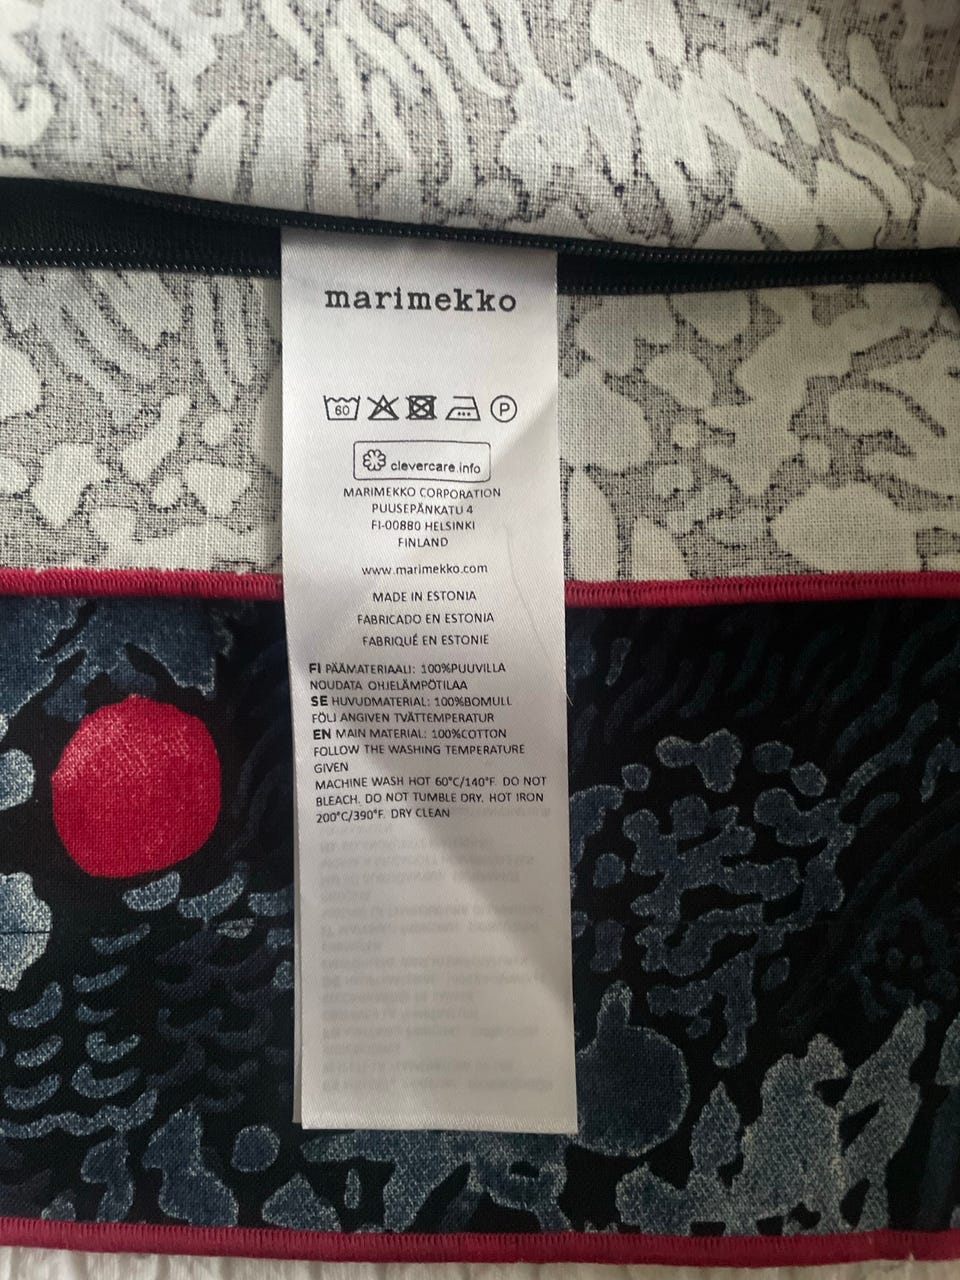 marimekko
60 P
clevercare.info
MARIMEKKO CORPORATION
PUUSEPÄNKATU 4
FI-00880 HELSINKI
FINLAND
www.marimekko.com
MADE IN ESTONIA
FABRICADO EN ESTONIA
FABRIQUÉ EN ESTONIE
FI PÄÄMATERIAALI: 100%PUUVILLA
NOUDATA OHJELÄMPÖTILAA
SE HUVUDMATERIAL: 100%BOMULL
FÖLJ ANGIVEN TVÄTTEMPERATUR
EN MAIN MATERIAL: 100%COTTON
FOLLOW THE WASHING TEMPERATURE
GIVEN
MACHINE WASH HOT 60°C/140°F. DO NOT
BLEACH. DO NOT TUMBLE DRY. HOT IRON
200°C/390°F. DRY CLEAN